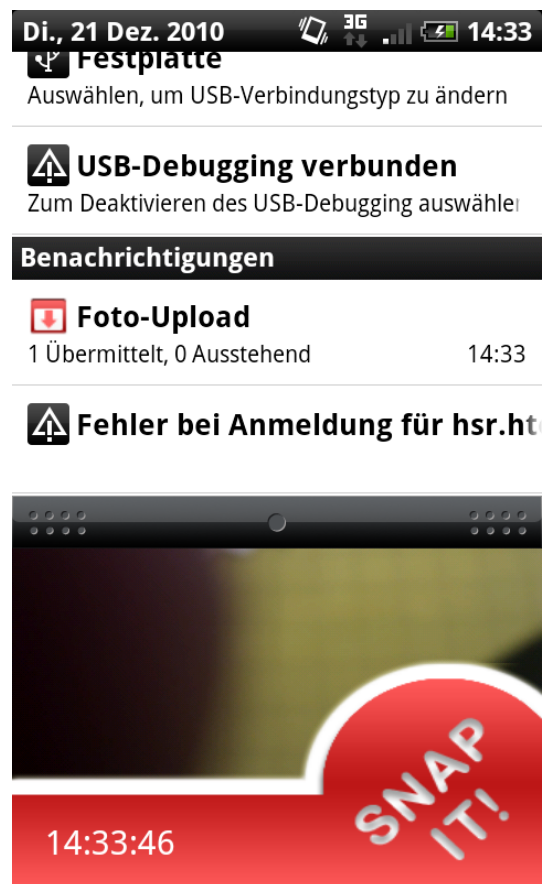 Di., 21 Dez. 2010 3G 14:33
Festplatte
Auswählen, um USB-Verbindungstyp zu ändern
USB-Debugging verbunden
Zum Deaktivieren des USB-Debugging auswähle
Benachrichtigungen
Foto-Upload
1 Übermittelt, 0 Ausstehend 14:33
Fehler bei Anmeldung für hsr.ht
SNAP
IT!
14:33:46